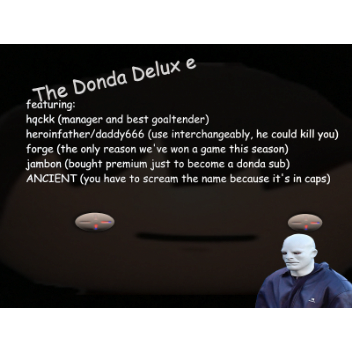 The Donda Delux e
featuring:
hqckk (manager and best goaltender)
heroinfather/daddy666 (use interchangeably, he could kill you)
forge (the only reason we've won a game this season)
jambon (bought premium just to become a donda sub)
ANCIENT (you have to scream the name because it's in caps)